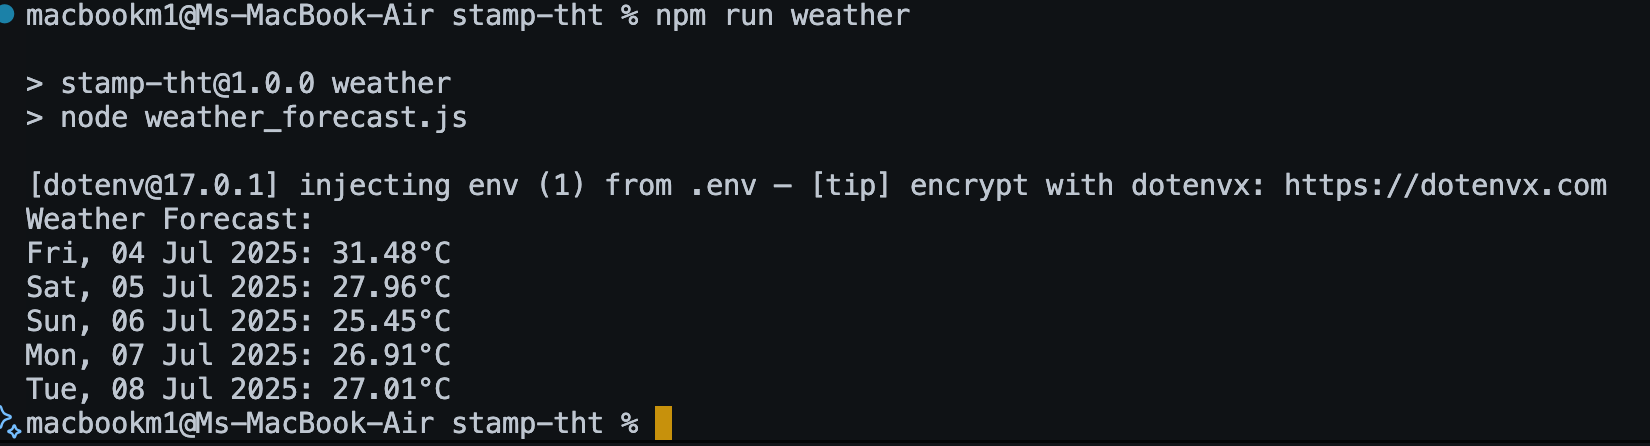 macbookm1@Ms-MacBook-Air stamp-tht % npm run weather
> stamp-tht@1.0.0 weather
> node weather_forecast.js
[dotenv@17.0.1] injecting env (1) from .env – [tip] encrypt with dotenvx: https://dotenvx.com
Weather Forecast:
Fri, 04 Jul 2025: 31.48°C
Sat, 05 Jul 2025: 27.96°C
Sun, 06 Jul 2025: 25.45°C
Mon, 07 Jul 2025: 26.91°C
Tue, 08 Jul 2025: 27.01°C
macbookm1@Ms-MacBook-Air stamp-tht %